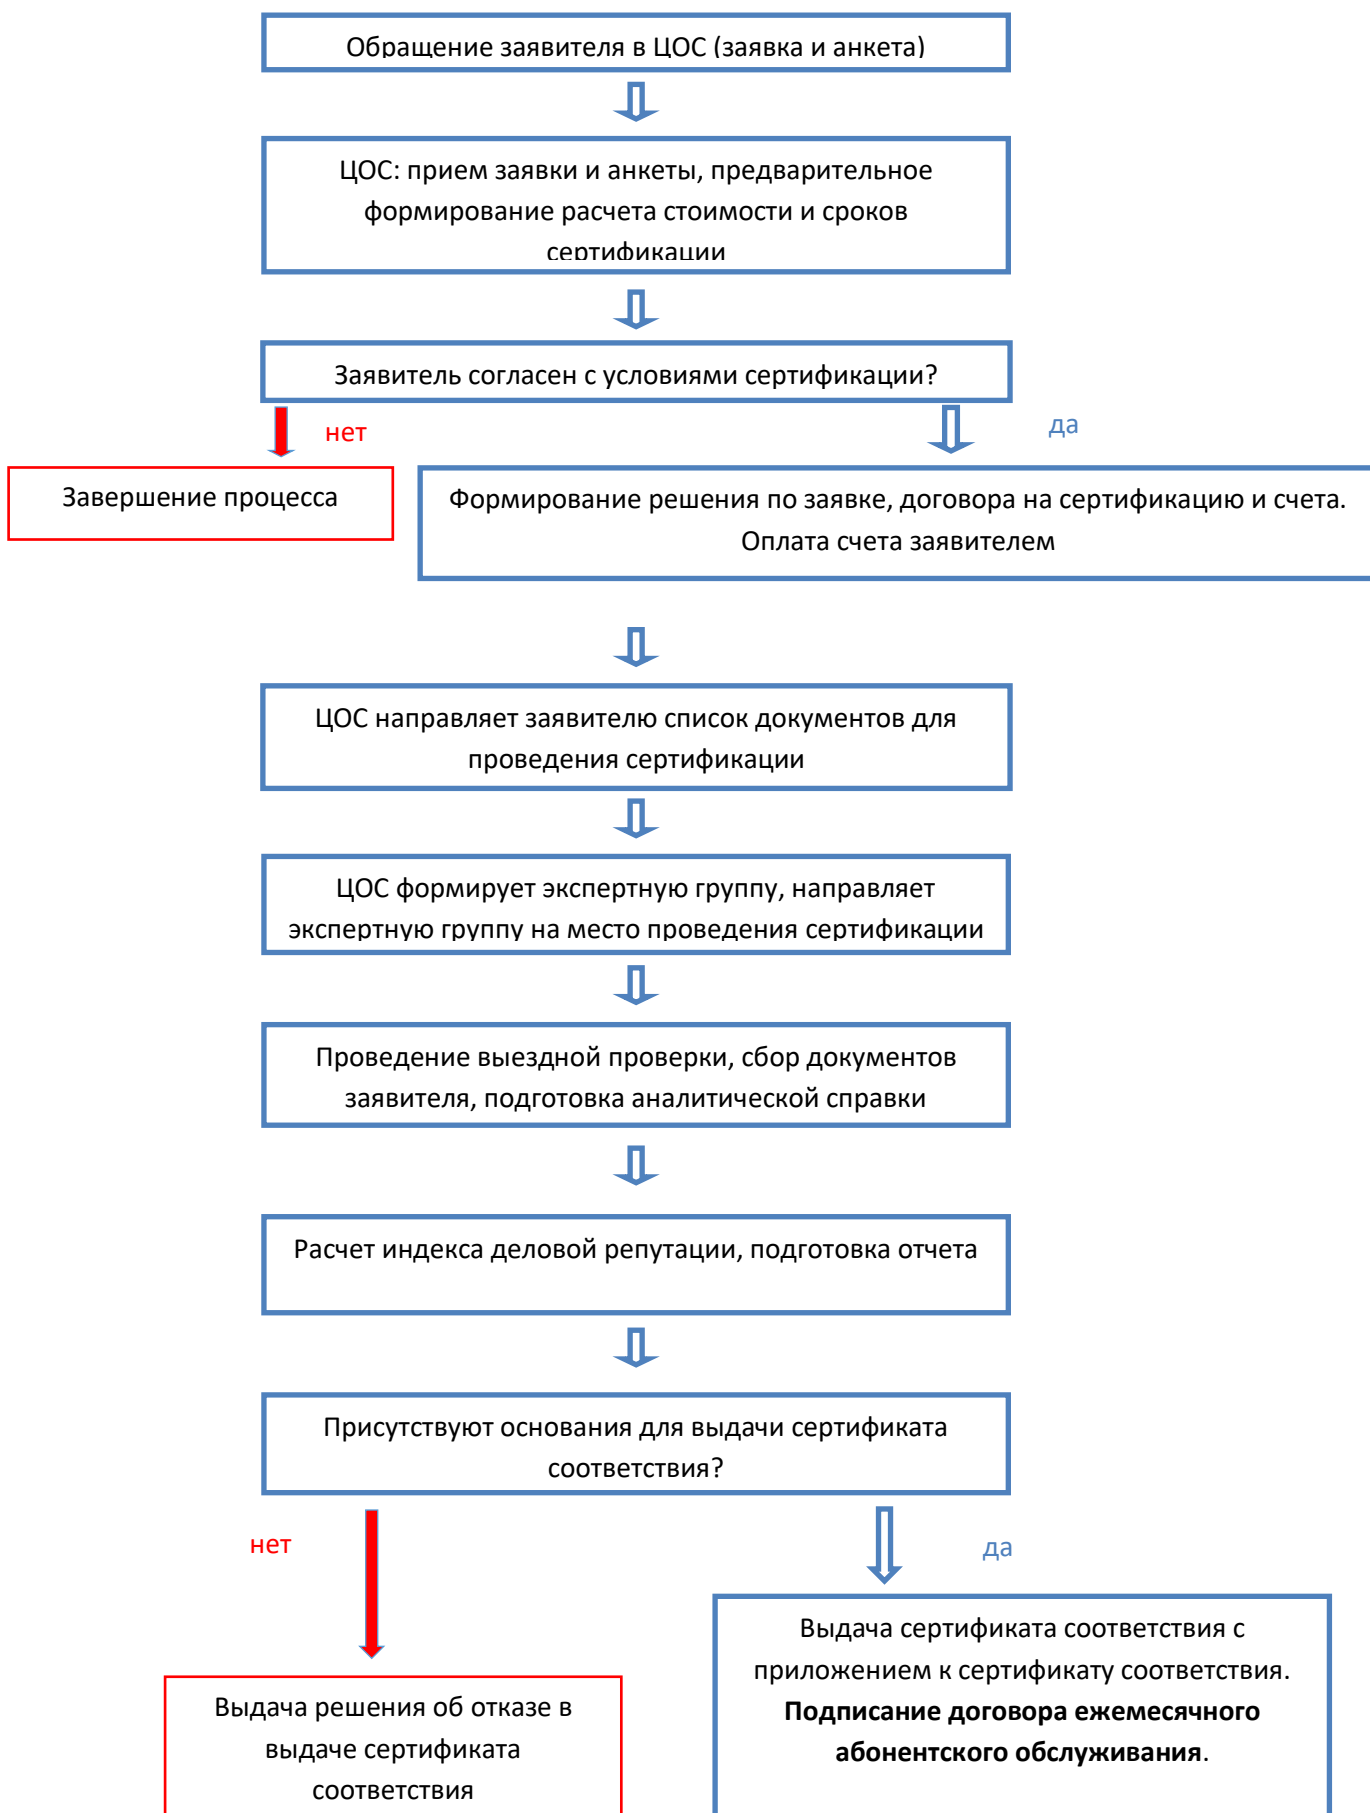 Обращение заявителя в ЦОС (заявка и анкета)
ЦОС: прием заявки и анкеты, предварительное
формирование расчета стоимости и сроков
сертификации
Заявитель согласен с условиями сертификации?
нет
да
Завершение процесса
Формирование решения по заявке, договора на сертификацию и счета.
Оплата счета заявителем
ЦОС направляет заявителю список документов для
проведения сертификации
ЦОС формирует экспертную группу, направляет
экспертную группу на место проведения сертификации
Проведение выездной проверки, сбор документов
заявителя, подготовка аналитической справки
Расчет индекса деловой репутации, подготовка отчета
Присутствуют основания для выдачи сертификата
соответствия?
нет
да
Выдача решения об отказе в
выдаче сертификата
соответствия
Выдача сертификата соответствия с
приложением к сертификату соответствия.
Подписание договора ежемесячного
абонентского обслуживания.